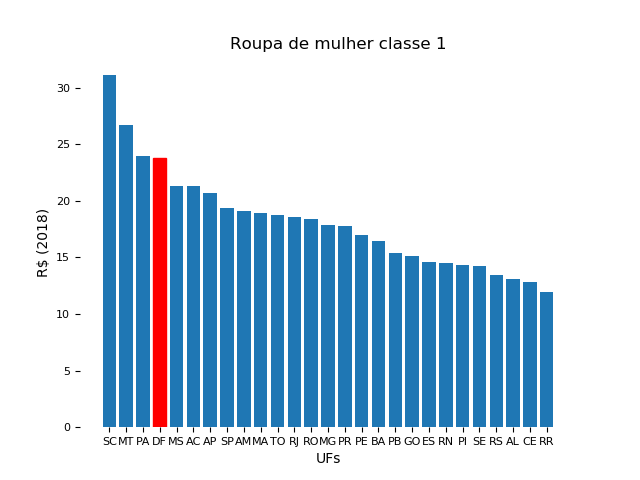 Roupa de mulher classe 1
R$ (2018)
30
25
20
15
10
5
0
SC MT PA DF MS AC AP SP AM MA TO RJ RO MG PR PE BA PB GO ES RN PI SE RS AL CE RR
UFs